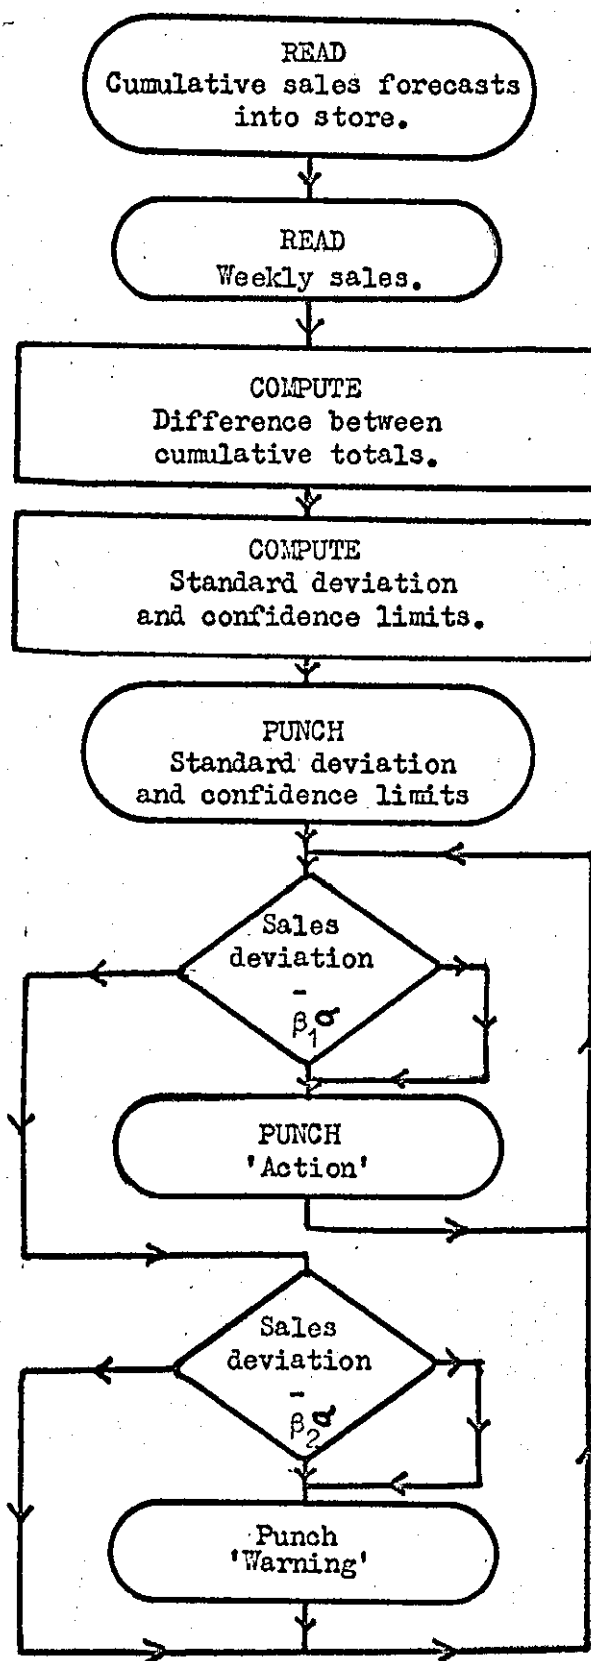 READ
Cumulative sales forecasts
into store.
READ
Weekly sales.
COMPUTE
Difference between
cumulative totals.
COMPUTE
Standard deviation
and confidence limits.
PUNCH
Standard deviation
and confidence limits
Sales
deviation
-
β₁σ
PUNCH
'Action'
Sales
deviation
-
β₂σ
Punch
'Warning'